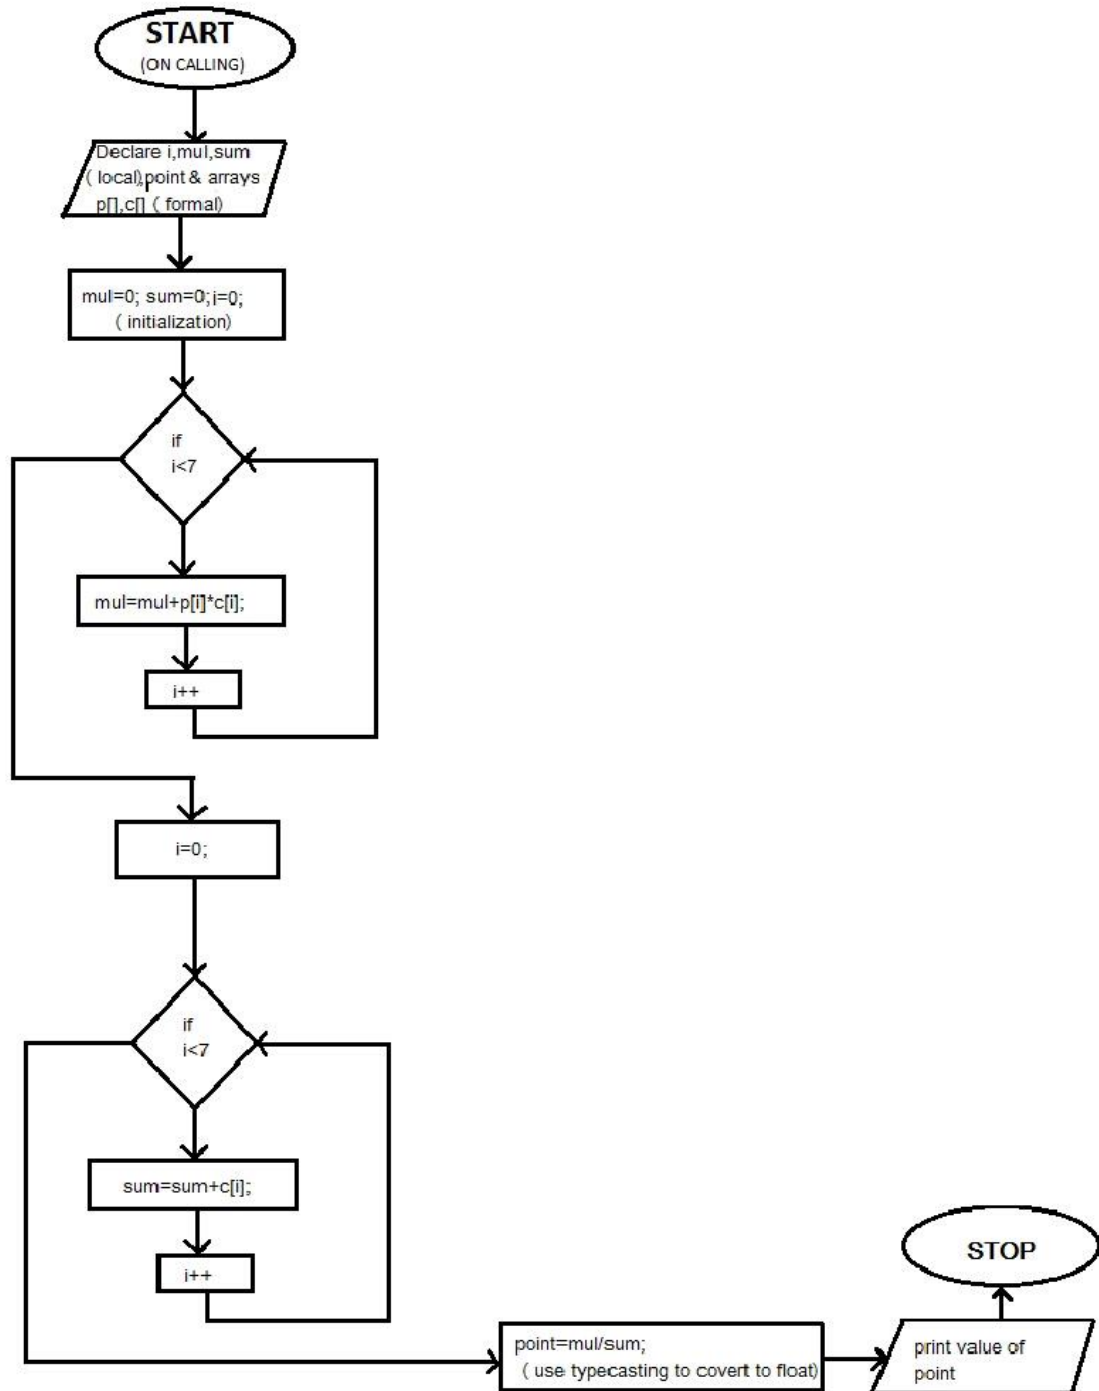 START
(ON CALLING)
Declare i,mul,sum
( local),point & arrays
p[],c[] ( formal)
mul=0; sum=0;i=0;
( initialization)
if
i<7
mul=mul+p[i]*c[i];
i++
i=0;
if
i<7
sum=sum+c[i];
i++
point=mul/sum;
( use typecasting to covert to float)
print value of
point
STOP